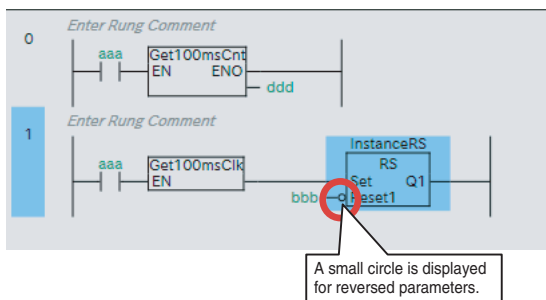 0
Enter Rung Comment
aaa
Get100msCnt
EN ENO
ddd
1
Enter Rung Comment
InstanceRS
aaa
Get100msClk
RS
EN
Set Q1
bbb
Reset1
A small circle is displayed
for reversed parameters.